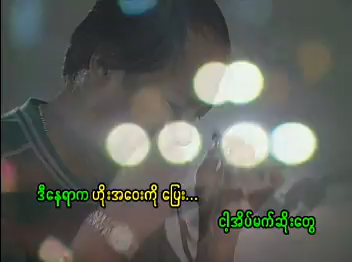 ဒီနေရာက ဟိုးအဝေးကို ပြေး...
ငါ့အိပ်မက်ဆိုးတွေ